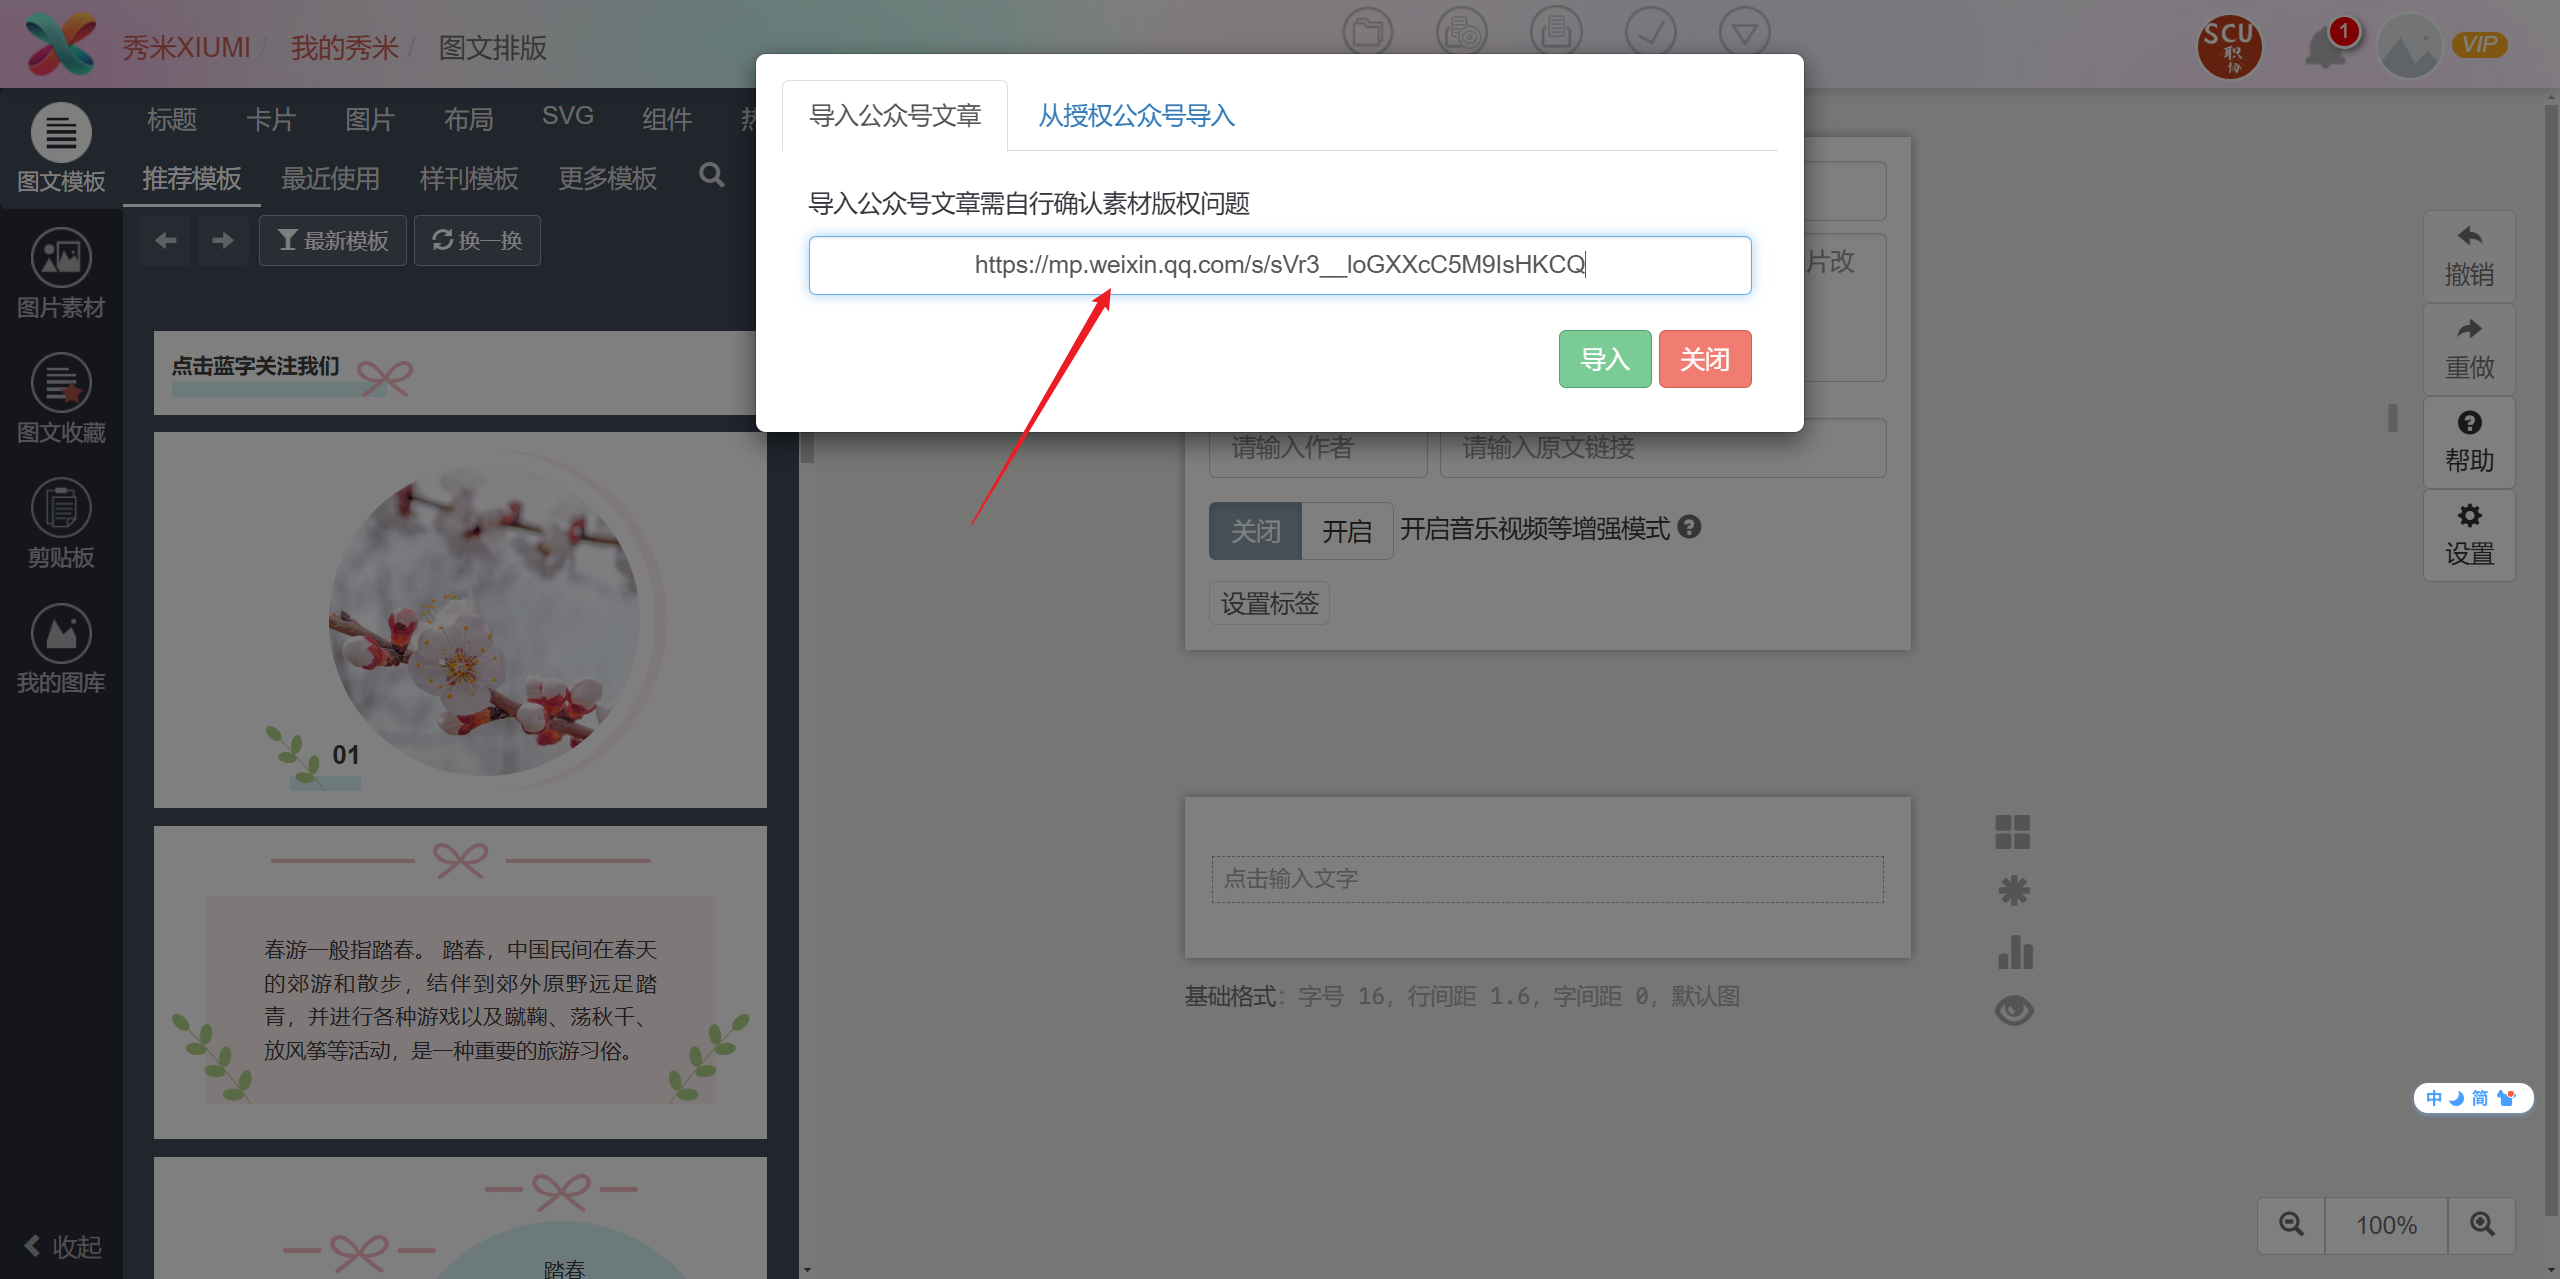 秀米XIUMI / 我的秀米 / 图文排版
SCU
职
协
1
VIP
图文模板
图片素材
图文收藏
剪贴板
我的图库
收起
标题 卡片 图片 布局 SVG 组件
推荐模板 最近使用 样刊模板 更多模板
最新模板 换一换
点击蓝字关注我们
01
春游一般指踏春。 踏春，中国民间在春天
的郊游和散步，结伴到郊外原野远足踏
青，并进行各种游戏以及蹴鞠、荡秋千、
放风筝等活动，是一种重要的旅游习俗。
踏春
导入公众号文章 从授权公众号导入
导入公众号文章需自行确认素材版权问题
https://mp.weixin.qq.com/s/sVr3__loGXXcC5M9IsHKCQ
导入 关闭
片改
请输入作者 请输入原文链接
关闭 开启 开启音乐视频等增强模式
设置标签
点击输入文字
基础格式：字号 16，行间距 1.6，字间距 0，默认图
撤销
重做
帮助
设置
中 简
100%